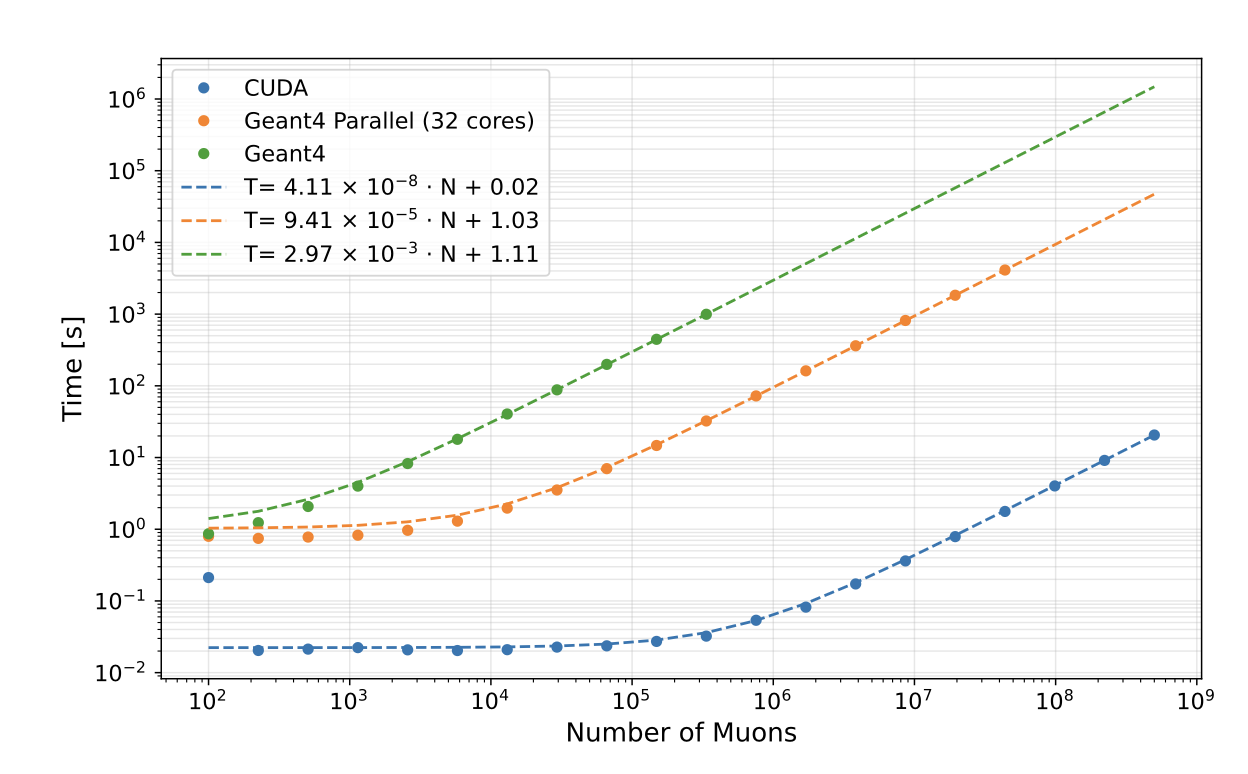 CUDA
Geant4 Parallel (32 cores)
Geant4
T= 4.11 × 10⁻⁸ · N + 0.02
T= 9.41 × 10⁻⁵ · N + 1.03
T= 2.97 × 10⁻³ · N + 1.11
Time [s]
10⁶
10⁵
10⁴
10³
10²
10¹
10⁰
10⁻¹
10⁻²
10² 10³ 10⁴ 10⁵ 10⁶ 10⁷ 10⁸ 10⁹
Number of Muons